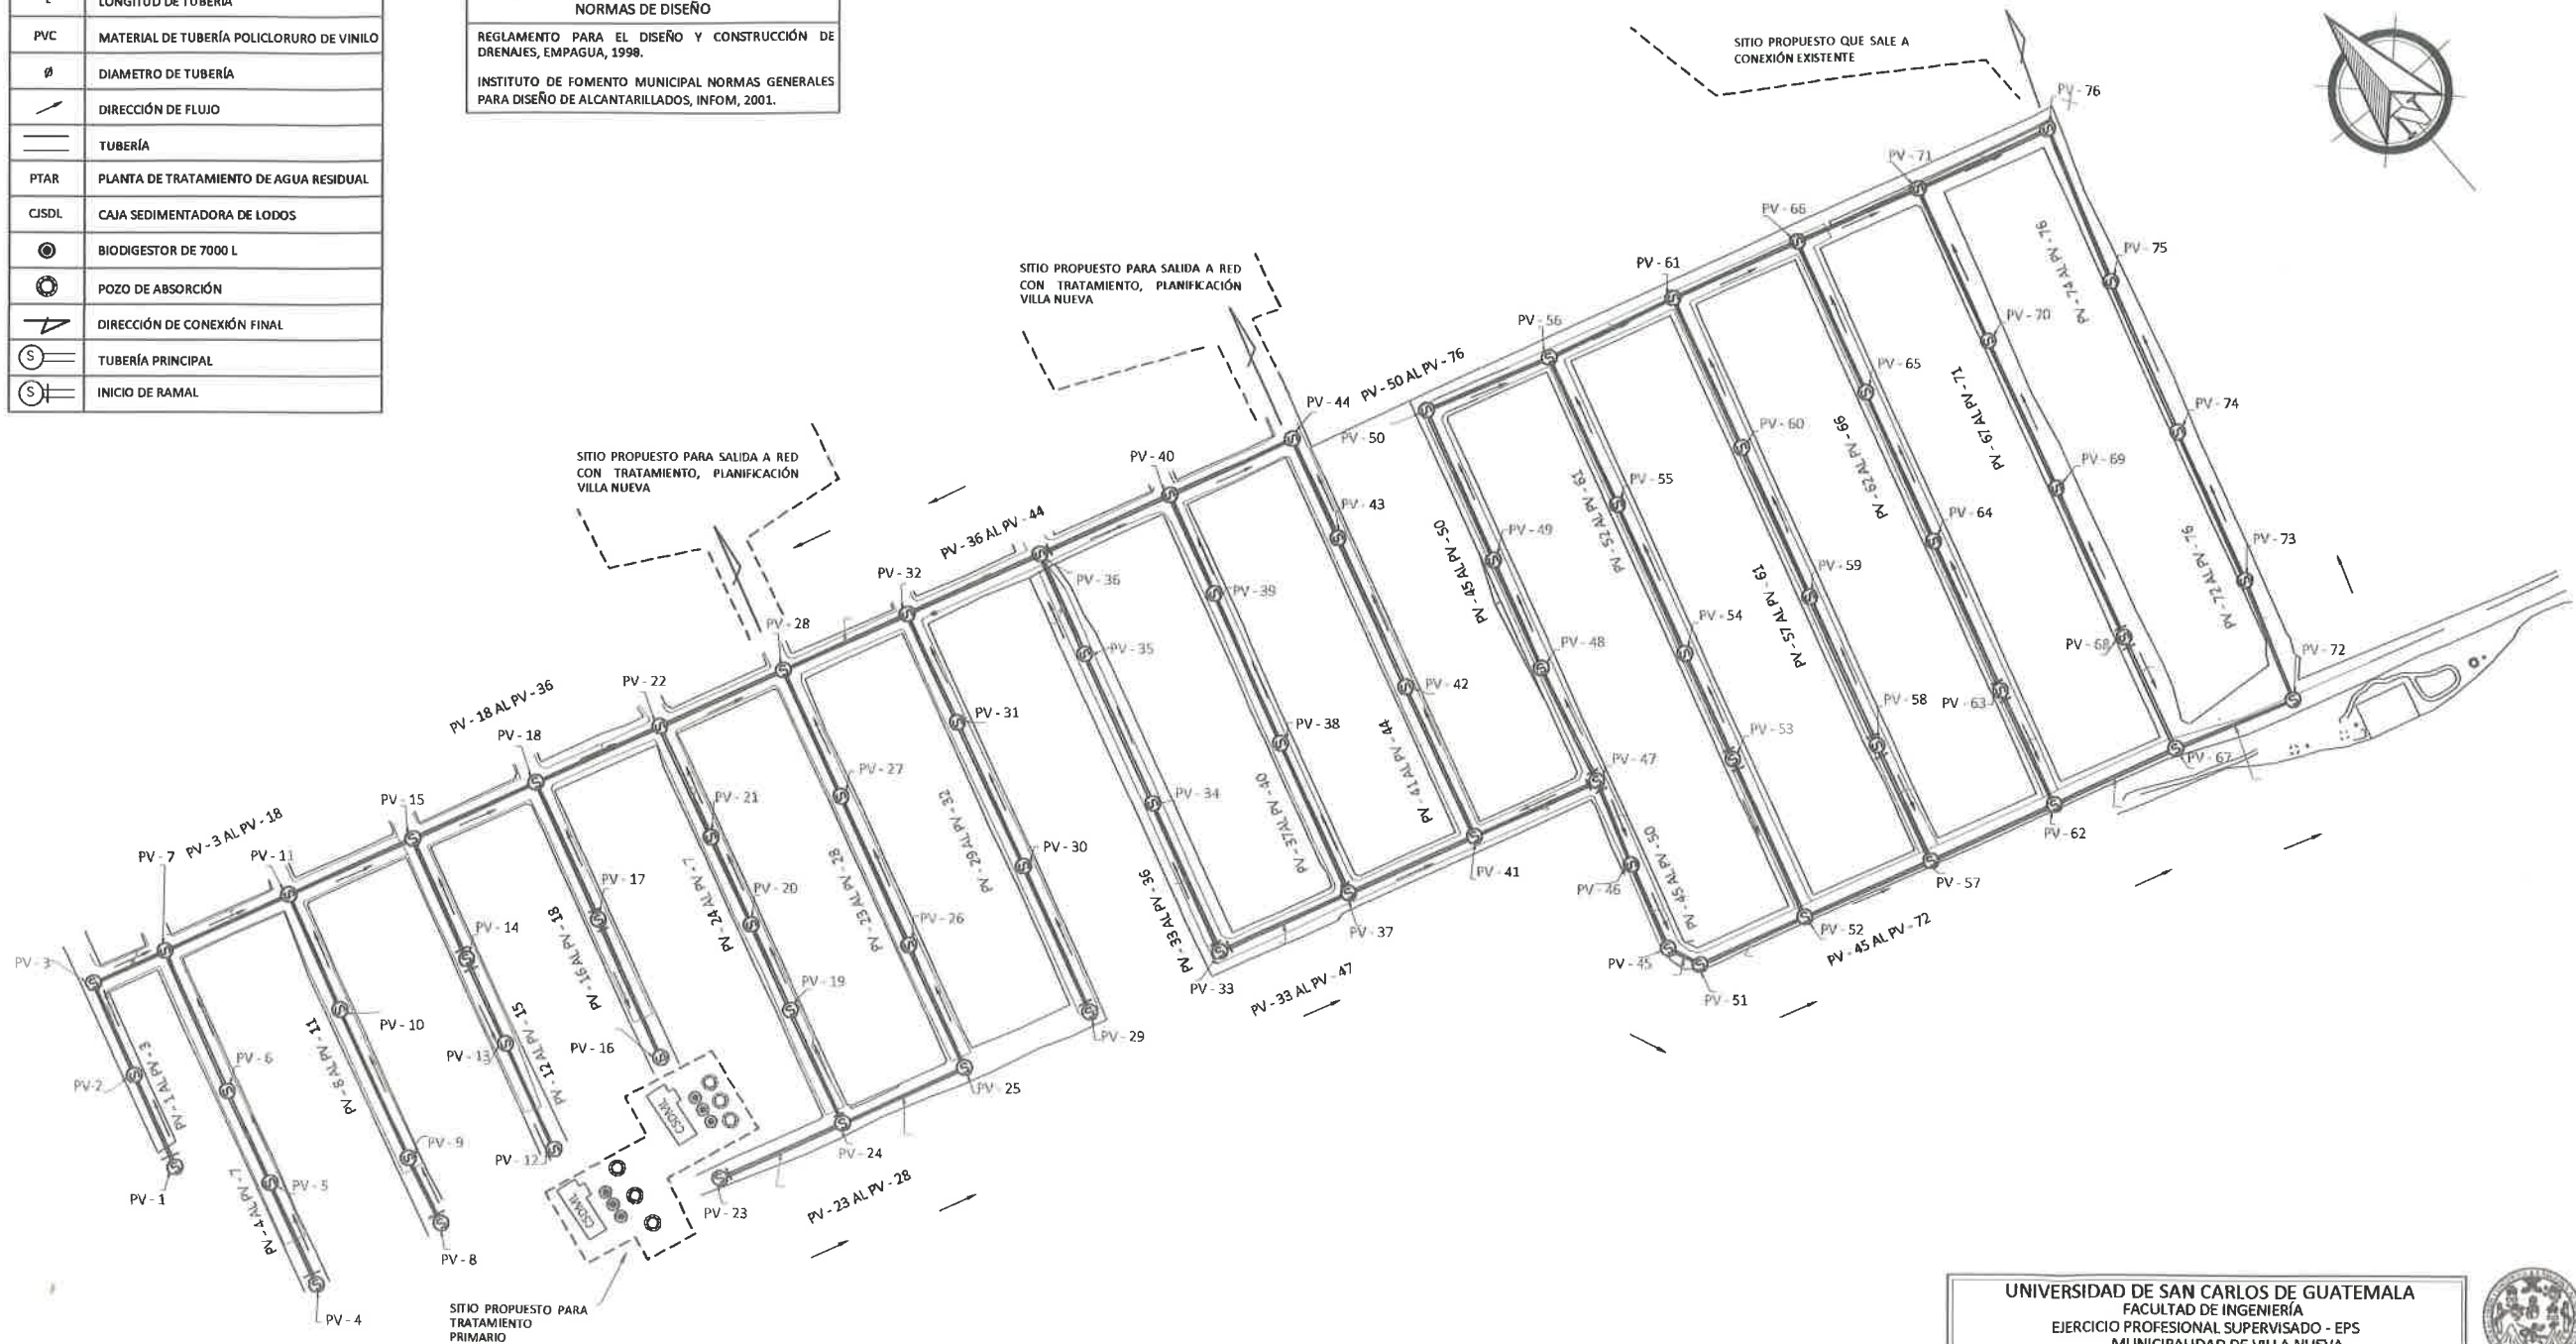 L LONGITUD DE TUBERÍA
PVC MATERIAL DE TUBERÍA POLICLORURO DE VINILO
Ø DIAMETRO DE TUBERÍA
DIRECCIÓN DE FLUJO
TUBERÍA
PTAR PLANTA DE TRATAMIENTO DE AGUA RESIDUAL
CJSDL CAJA SEDIMENTADORA DE LODOS
BIODIGESTOR DE 7000 L
POZO DE ABSORCIÓN
DIRECCIÓN DE CONEXIÓN FINAL
S TUBERÍA PRINCIPAL
S INICIO DE RAMAL
NORMAS DE DISEÑO
REGLAMENTO PARA EL DISEÑO Y CONSTRUCCIÓN DE
DRENAJES, EMPAGUA, 1998.
INSTITUTO DE FOMENTO MUNICIPAL NORMAS GENERALES
PARA DISEÑO DE ALCANTARILLADOS, INFOM, 2001.
SITIO PROPUESTO QUE SALE A
CONEXIÓN EXISTENTE
SITIO PROPUESTO PARA SALIDA A RED
CON TRATAMIENTO, PLANIFICACIÓN
VILLA NUEVA
SITIO PROPUESTO PARA SALIDA A RED
CON TRATAMIENTO, PLANIFICACIÓN
VILLA NUEVA
PV - 76
PV - 71
PV - 66
PV - 61
PV - 56
PV - 50 AL PV - 76
PV - 44
PV - 50
PV - 40
PV - 36 AL PV - 44
PV - 36
PV - 32
PV - 28
PV - 18 AL PV - 36
PV - 22
PV - 18
PV - 15
PV - 3 AL PV - 18
PV - 11
PV - 7
PV - 3
PV - 75
PV - 74 AL PV - 76
PV - 74
PV - 73
PV - 72 AL PV - 76
PV - 72
PV - 70
PV - 67 AL PV - 71
PV - 69
PV - 68
PV - 67
PV - 65
PV - 62 AL PV - 66
PV - 64
PV - 63
PV - 62
PV - 60
PV - 59
PV - 57 AL PV - 61
PV - 58
PV - 57
PV - 55
PV - 52 AL PV - 61
PV - 54
PV - 53
PV - 52
PV - 45 AL PV - 72
PV - 49
PV - 45 AL PV - 50
PV - 48
PV - 47
PV - 46
PV - 45 AL PV - 50
PV - 45
PV - 51
PV - 43
PV - 42
PV - 41 AL PV - 44
PV - 41
PV - 39
PV - 38
PV - 37 AL PV - 40
PV - 37
PV - 35
PV - 34
PV - 33 AL PV - 36
PV - 33
PV - 33 AL PV - 47
PV - 31
PV - 30
PV - 29 AL PV - 32
PV - 29
PV - 27
PV - 26
PV - 23 AL PV - 28
PV - 25
PV - 21
PV - 20
PV - 24 AL PV - 7
PV - 19
PV - 24
PV - 23
PV - 23 AL PV - 28
PV - 17
PV - 16 AL PV - 18
PV - 16
PV - 14
PV - 13
PV - 12 AL PV - 15
PV - 12
PV - 10
PV - 8 AL PV - 11
PV - 9
PV - 8
PV - 6
PV - 5
PV - 4 AL PV - 7
PV - 4
PV - 2
PV - 1 AL PV - 3
PV - 1
CSDML
CSDML
SITIO PROPUESTO PARA
TRATAMIENTO
PRIMARIO
UNIVERSIDAD DE SAN CARLOS DE GUATEMALA
FACULTAD DE INGENIERÍA
EJERCICIO PROFESIONAL SUPERVISADO - EPS
MUNICIPALIDAD DE VILLA NUEVA